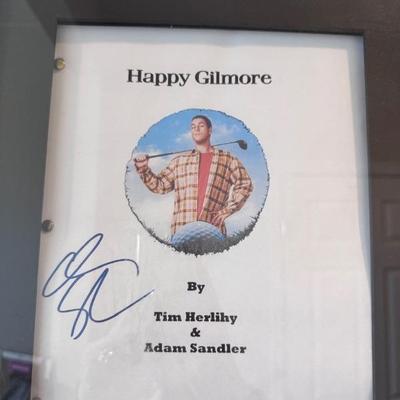 Happy Gilmore
By
Tim Herlihy
&
Adam Sandler